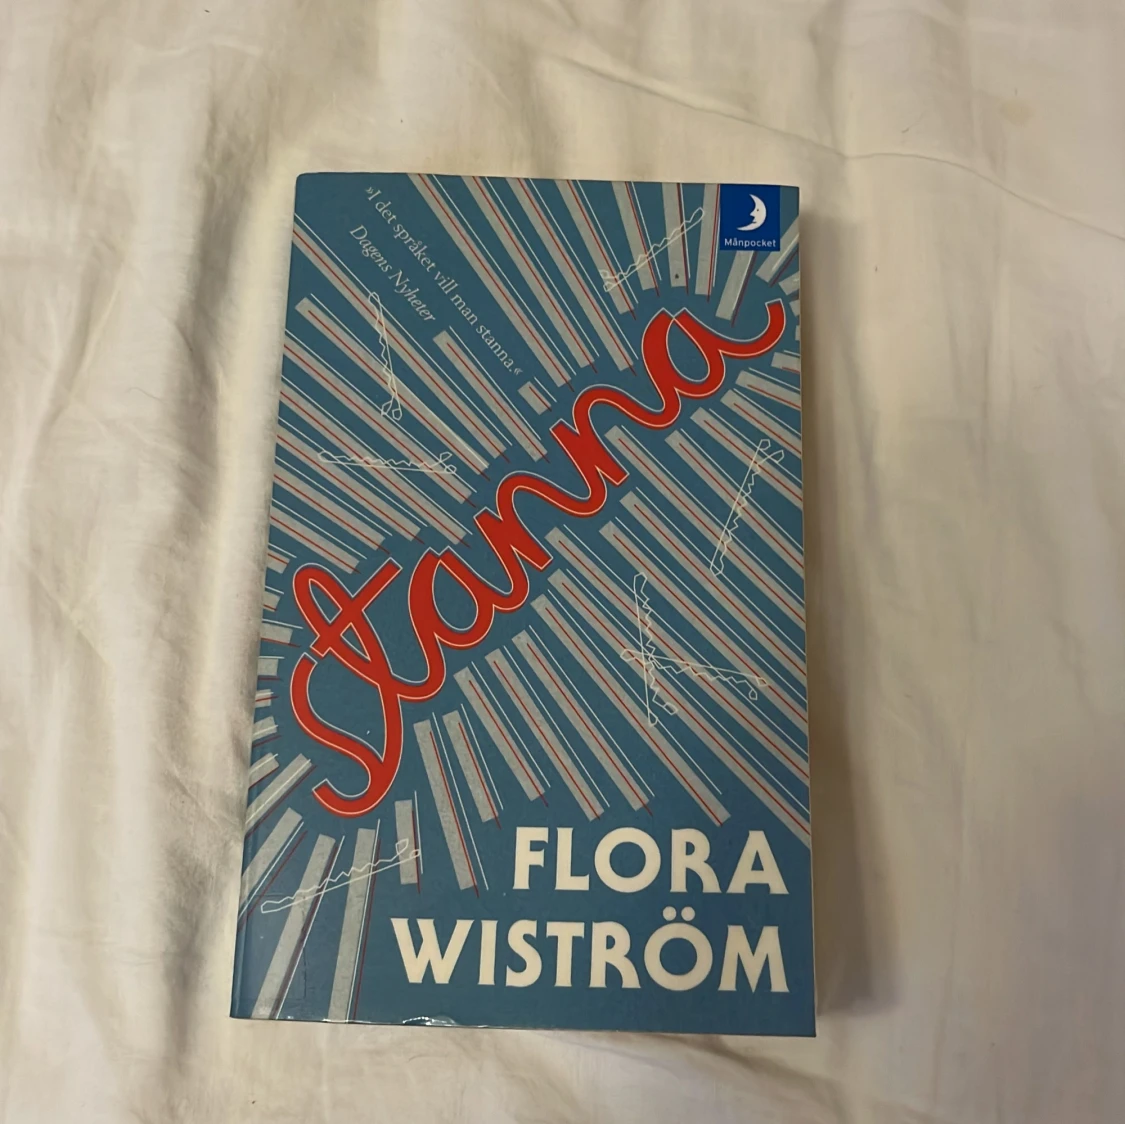 »I det språket vill man stanna.«
Dagens Nyheter
Månpocket
stanna
FLORA
WISTRÖM